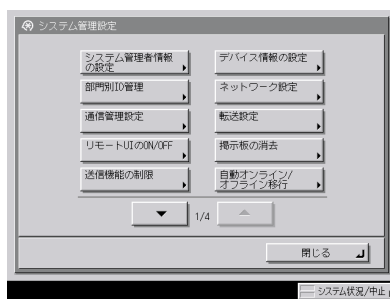 システム管理設定
システム管理者情報
の設定
デバイス情報の設定
部門別ID管理
ネットワーク設定
通信管理設定
転送設定
リモートUIのON/OFF
掲示板の消去
送信機能の制限
自動オンライン/
オフライン移行
1/4
閉じる
システム状況/中止